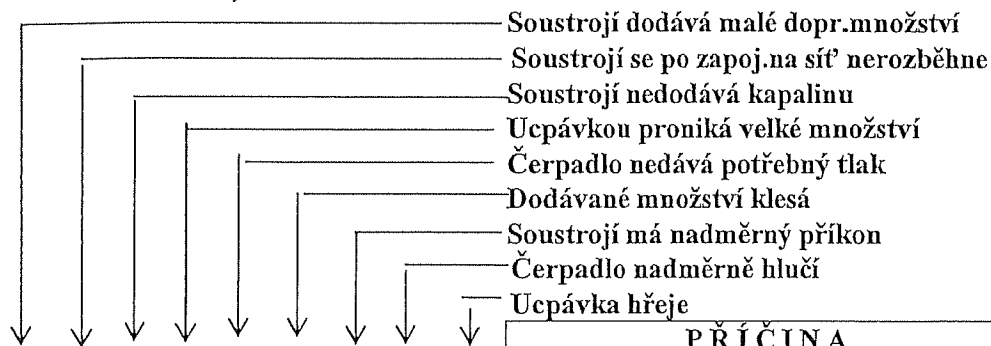 Soustrojí dodává malé dopr.množství
Soustrojí se po zapoj.na síť nerozběhne
Soustrojí nedodává kapalinu
Ucpávkou proniká velké množství
Čerpadlo nedává potřebný tlak
Dodávané množství klesá
Soustrojí má nadměrný příkon
Čerpadlo nadměrně hlučí
Ucpávka hřeje
PŘÍČINA